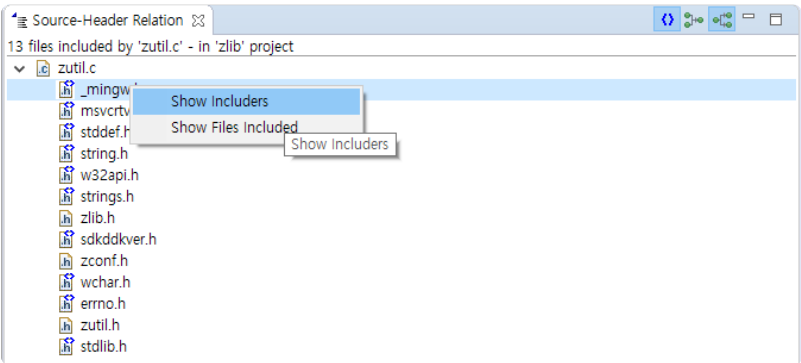 Source-Header Relation
13 files included by 'zutil.c' - in 'zlib' project
zutil.c
Show Includers
msvcrtv
Show Files Included
stddef.h
Show Includers
string.h
w32api.h
strings.h
zlib.h
sdkddkver.h
zconf.h
wchar.h
errno.h
zutil.h
stdlib.h